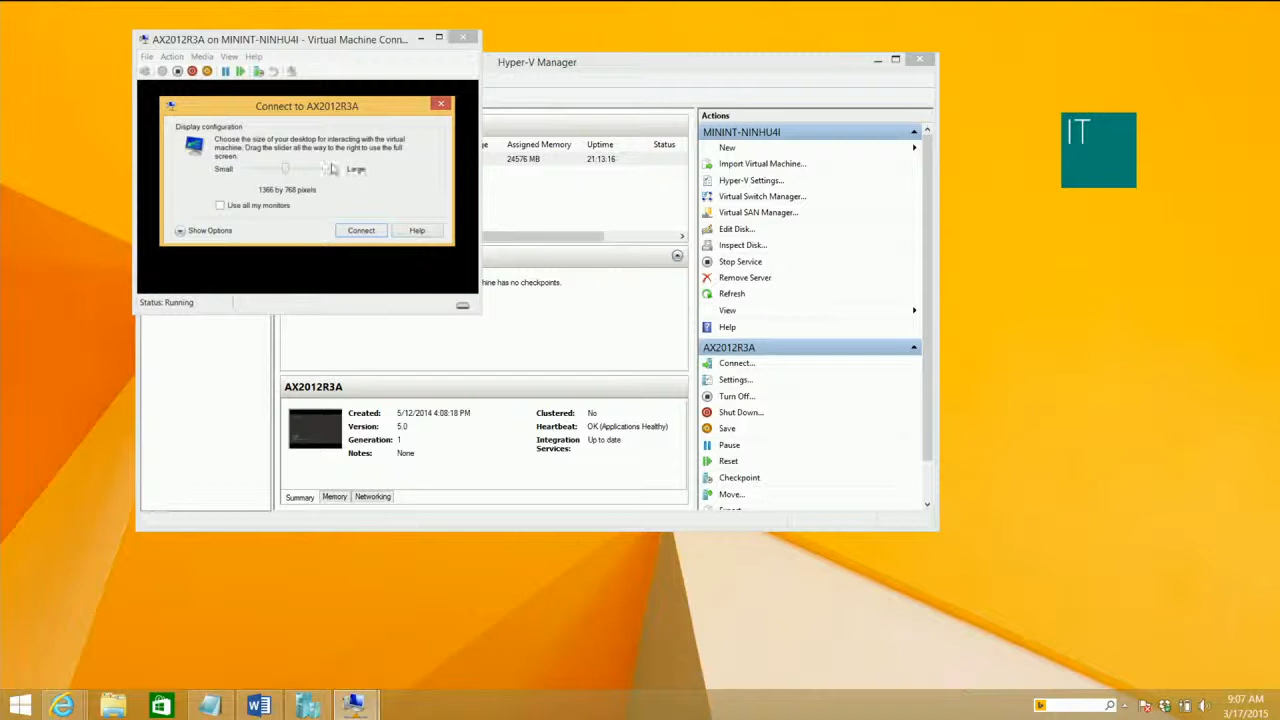 AX2012R3A on MININT-NINHU4I - Virtual Machine Conn...
File Action Media View Help
Connect to AX2012R3A
Display configuration
Choose the size of your desktop for interacting with the virtual
machine. Drag the slider all the way to the right to use the full
screen.
Small Large
1366 by 768 pixels
Use all my monitors
Show Options
Connect
Help
Status: Running
Hyper-V Manager
Assigned Memory Uptime Status
24576 MB 21:13:16
hine has no checkpoints.
AX2012R3A
Created: 5/12/2014 4:08:18 PM
Version: 5.0
Generation: 1
Notes: None
Clustered: No
Heartbeat: OK (Applications Healthy)
Integration Up to date
Services:
Summary Memory Networking
Actions
MININT-NINHU4I
New
Import Virtual Machine...
Hyper-V Settings...
Virtual Switch Manager...
Virtual SAN Manager...
Edit Disk...
Inspect Disk...
Stop Service
Remove Server
Refresh
View
Help
AX2012R3A
Connect...
Settings...
Turn Off...
Shut Down...
Save
Pause
Reset
Checkpoint
Move...
IT
9:07 AM
3/17/2015